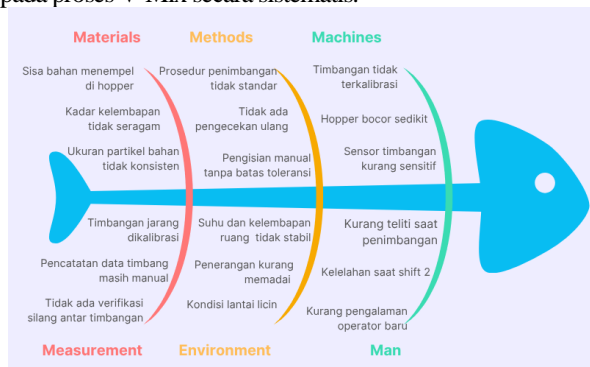 pada proses V-Mix secara sistematis.
Materials
Methods
Machines
Sisa bahan menempel
di hopper
Kadar kelembapan
tidak seragam
Ukuran partikel bahan
tidak konsisten
Prosedur penimbangan
tidak standar
Tidak ada
pengecekan ulang
Pengisian manual
tanpa batas toleransi
Timbangan tidak
terkalibrasi
Hopper bocor sedikit
Sensor timbangan
kurang sensitif
Timbangan jarang
dikalibrasi
Pencatatan data timbang
masih manual
Tidak ada verifikasi
silang antar timbangan
Suhu dan kelembapan
ruang tidak stabil
Penerangan kurang
memadai
Kondisi lantai licin
Kurang teliti saat
penimbangan
Kelelahan saat shift 2
Kurang pengalaman
operator baru
Measurement
Environment
Man